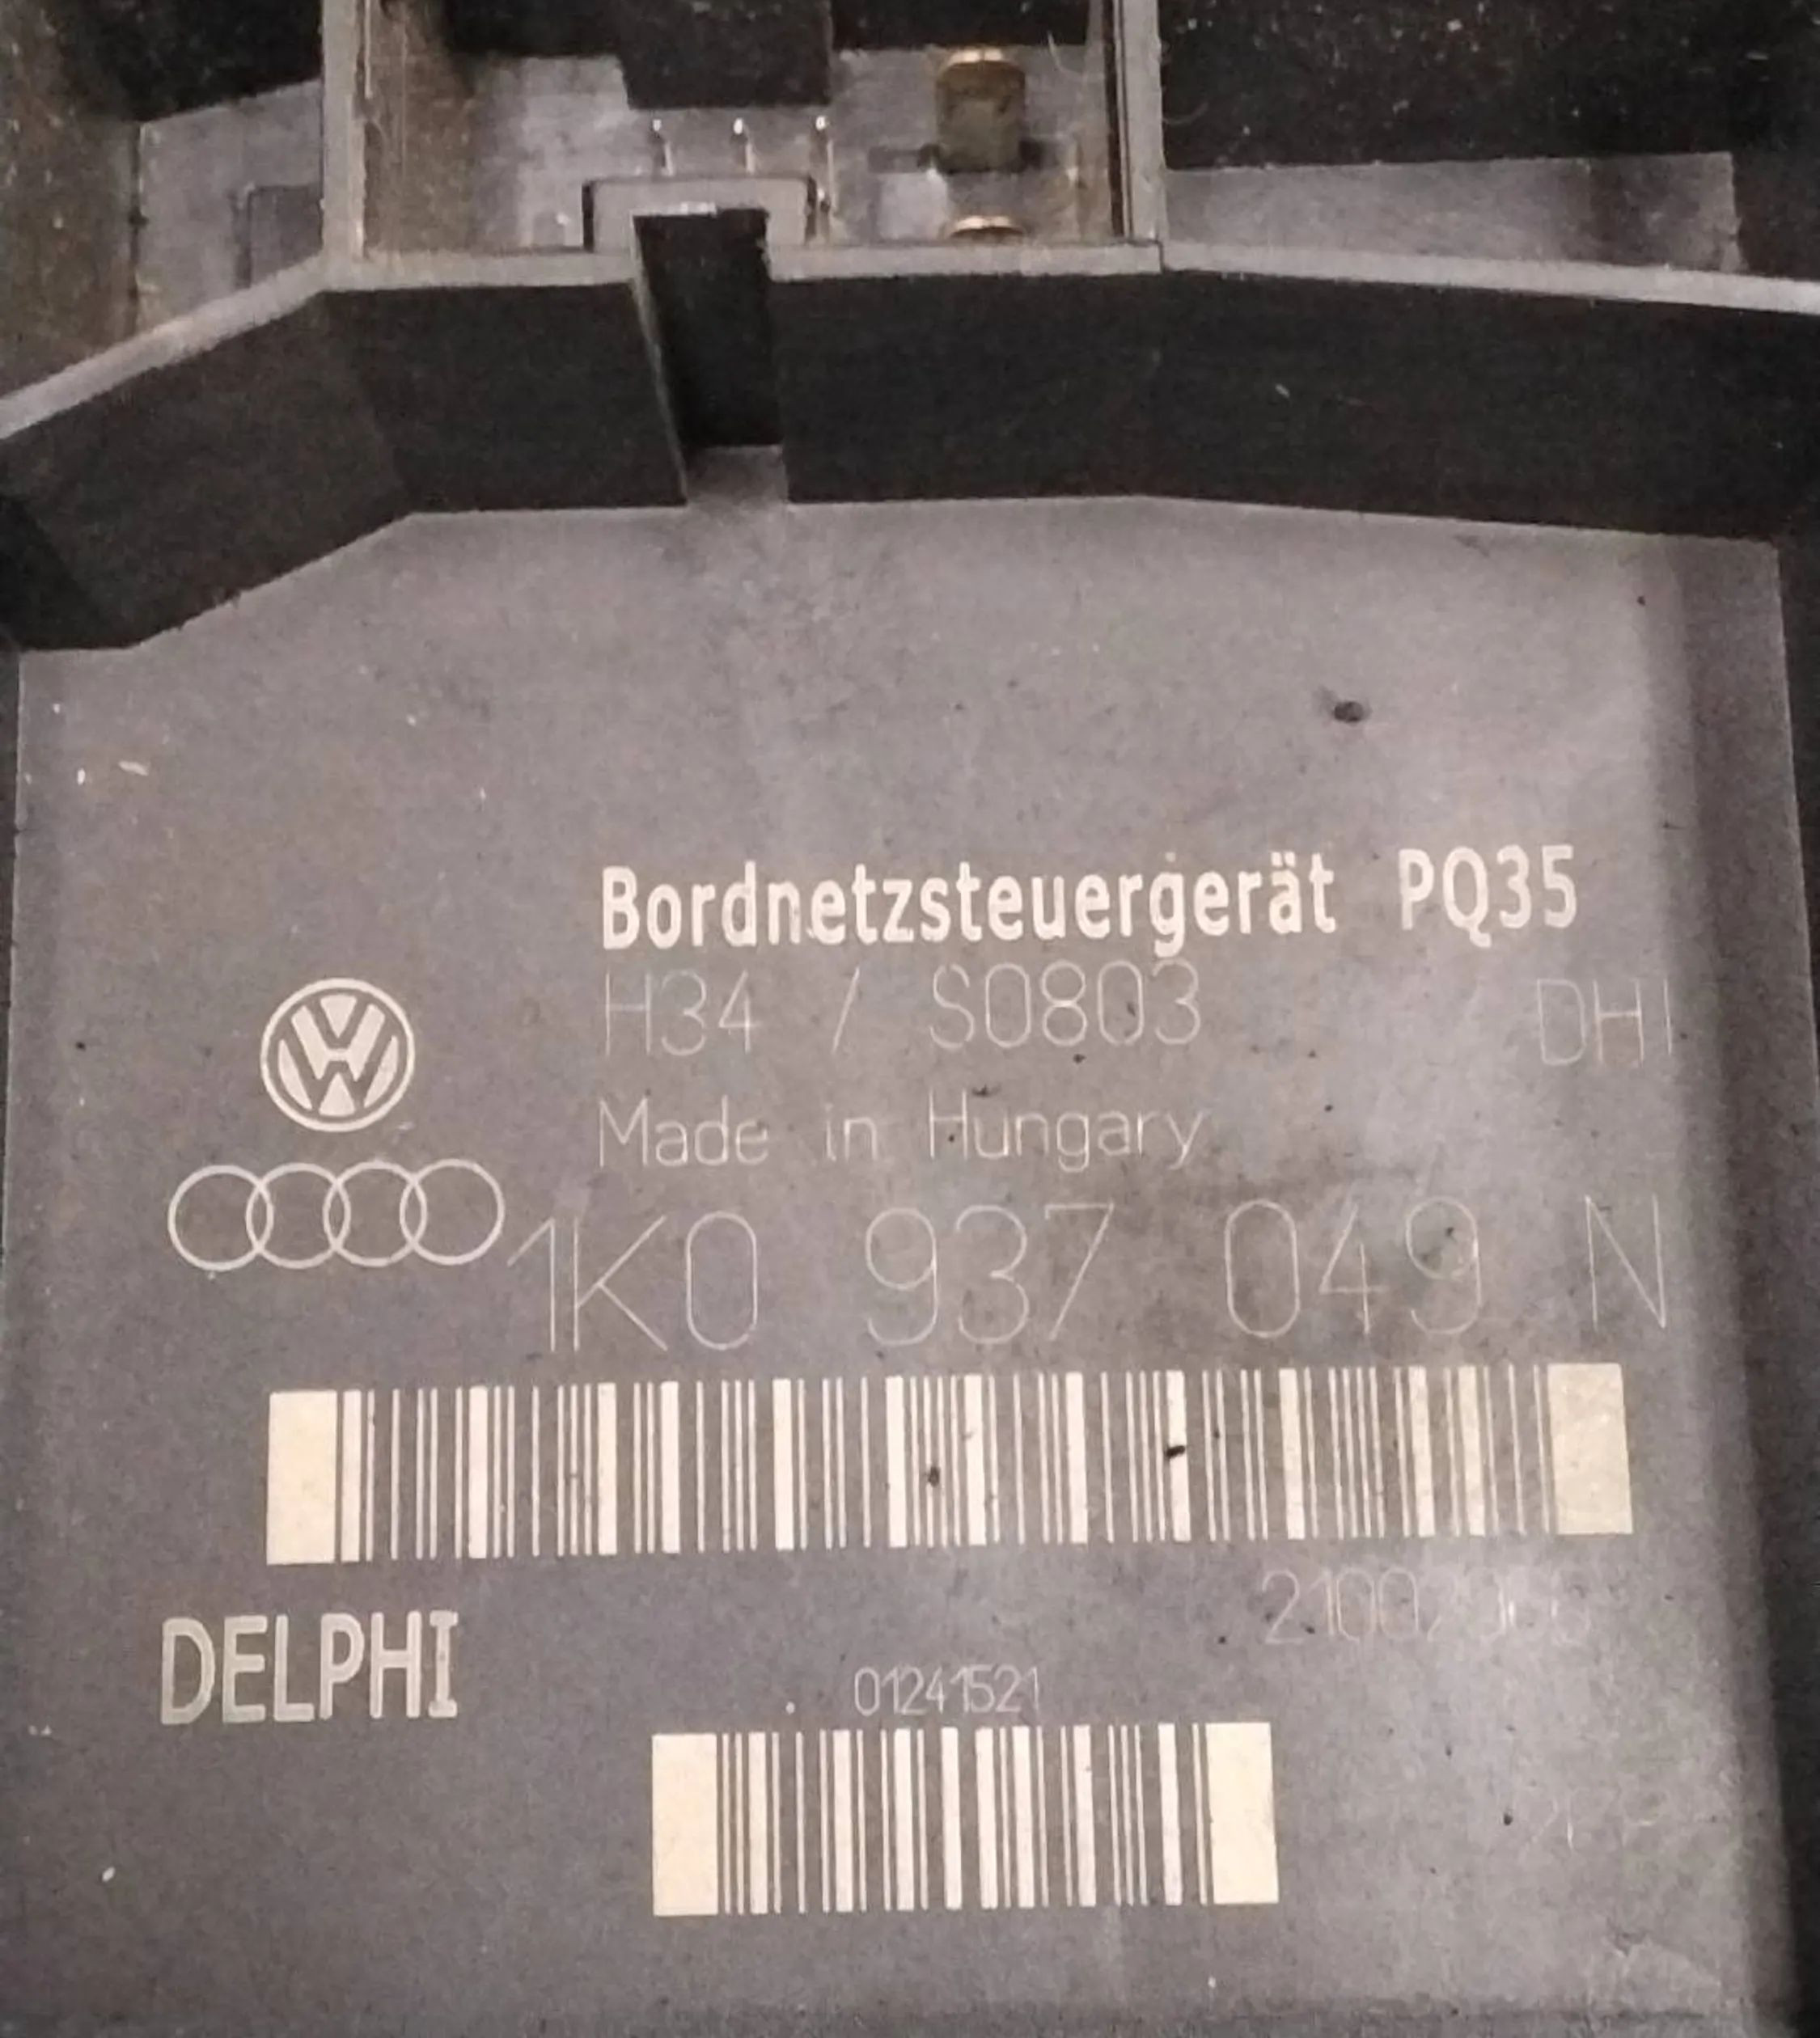 Bordnetzsteuergerät PQ35
H34 / S0803 DHI
Made in Hungary
1K0 937 049 N
DELPHI
01241521